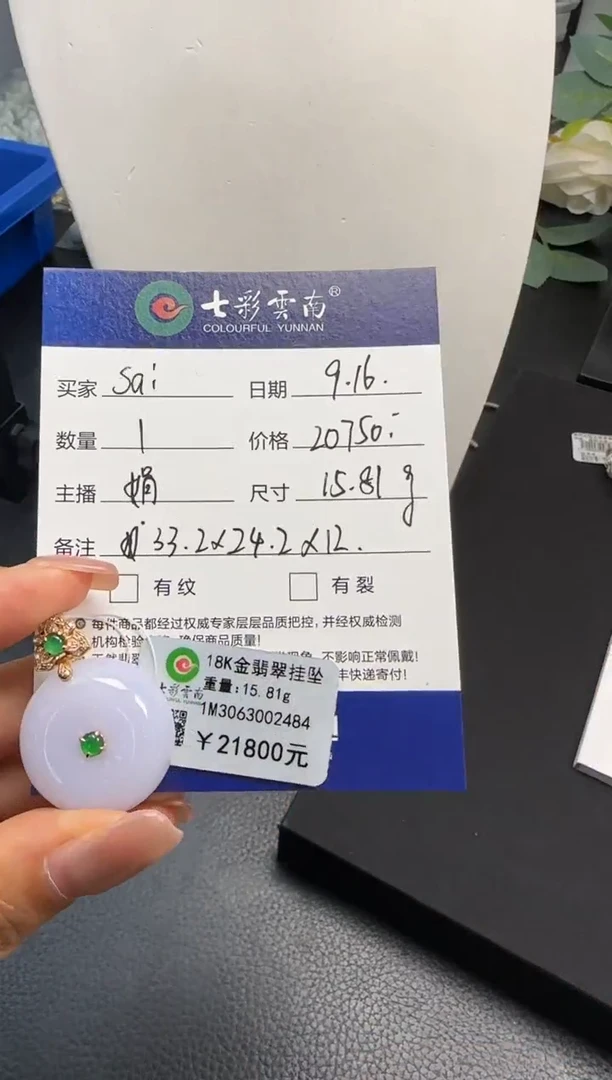 七彩雲南®
COLOURFUL YUNNAN
买家 Sai 日期 9.16.
数量 1 价格 20750
主播 娟 尺寸 15.81g
备注 33.2x24.2x12.
有纹 有裂
每件商品都经过权威专家层层品质把控,并经权威检测
机构检验 确保商品质量!
不影响正常佩戴!
丰快递寄付!
七彩雲南
18K金翡翠挂坠
重量:15.81g
1M3063002484
￥21800元